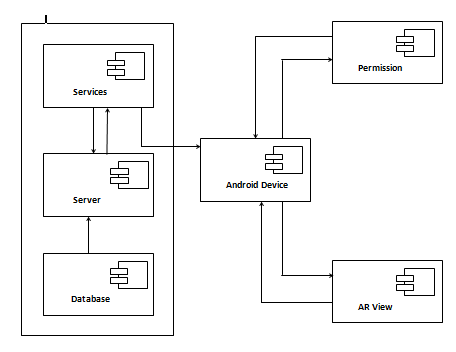 Permission
Services
Android Device
Server
Database
AR View